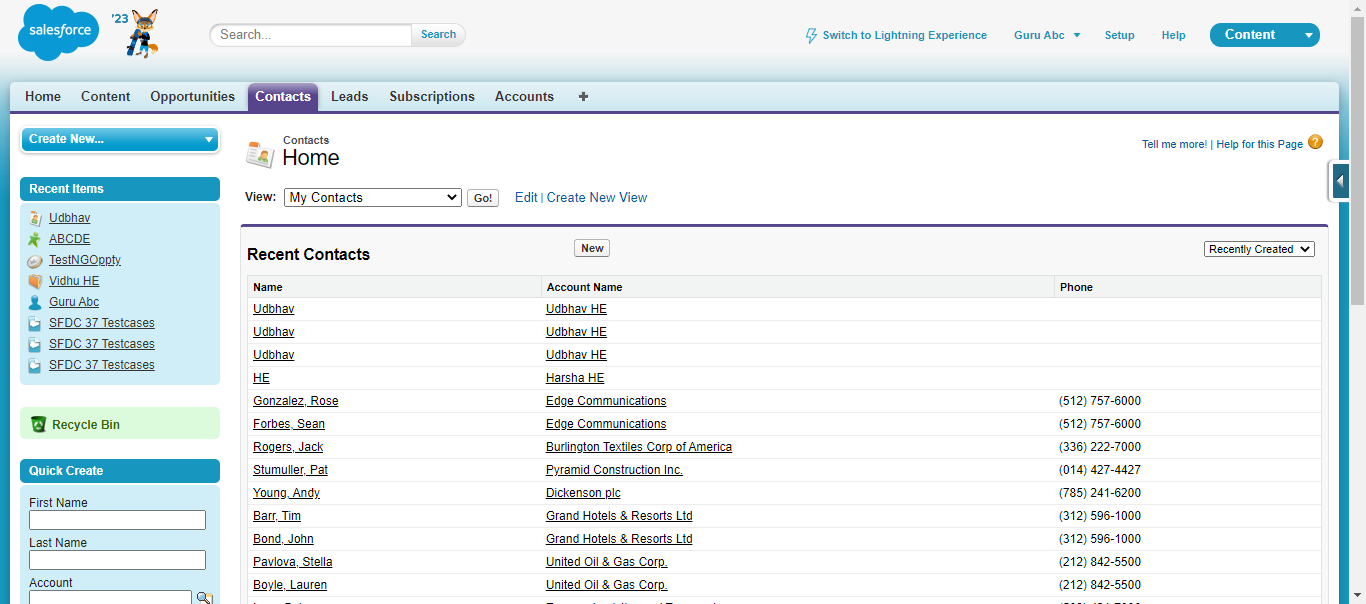 salesforce
'23
Search...
Search
Switch to Lightning Experience
Guru Abc
Setup
Help
Content
Home Content Opportunities Contacts Leads Subscriptions Accounts +
Create New...
Recent Items
Udbhav
ABCDE
TestNGOppty
Vidhu HE
Guru Abc
SFDC 37 Testcases
SFDC 37 Testcases
SFDC 37 Testcases
Recycle Bin
Quick Create
First Name
Last Name
Account
Contacts
Home
Tell me more! | Help for this Page
View: My Contacts Go! Edit | Create New View
Recent Contacts New Recently Created
Name Account Name Phone
Udbhav Udbhav HE
Udbhav Udbhav HE
Udbhav Udbhav HE
HE Harsha HE
Gonzalez, Rose Edge Communications (512) 757-6000
Forbes, Sean Edge Communications (512) 757-6000
Rogers, Jack Burlington Textiles Corp of America (336) 222-7000
Stumuller, Pat Pyramid Construction Inc. (014) 427-4427
Young, Andy Dickenson plc (785) 241-6200
Barr, Tim Grand Hotels & Resorts Ltd (312) 596-1000
Bond, John Grand Hotels & Resorts Ltd (312) 596-1000
Pavlova, Stella United Oil & Gas Corp. (212) 842-5500
Boyle, Lauren United Oil & Gas Corp. (212) 842-5500